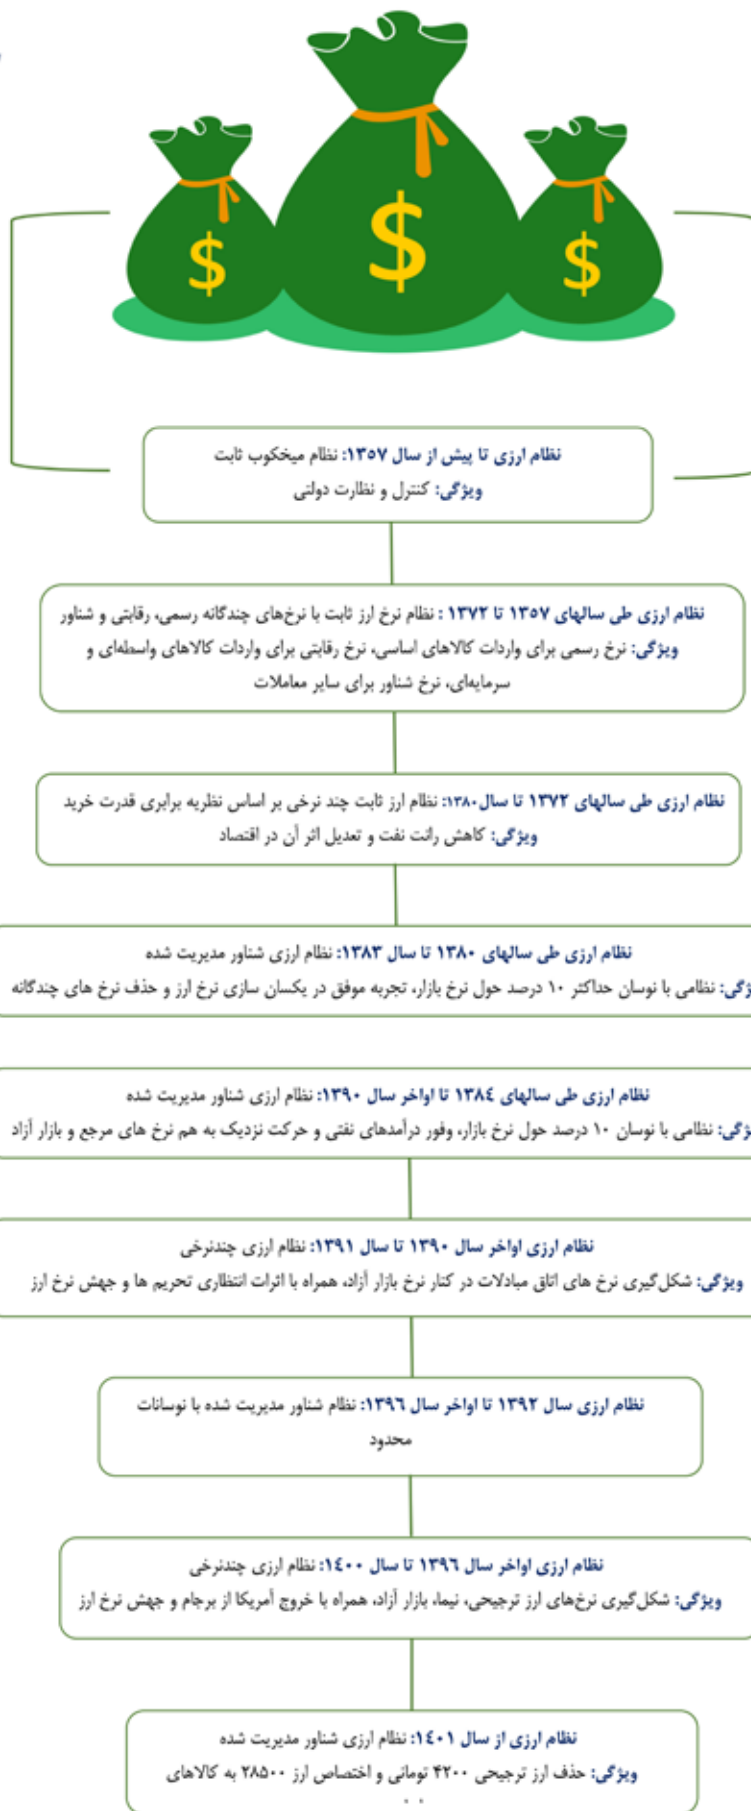 $
$
$
نظام ارزی تا پیش از سال ۱۳۵۷: نظام میخکوب ثابت
ویژگی: کنترل و نظارت دولتی
نظام ارزی طی سالهای ۱۳۵۷ تا ۱۳۷۲ : نظام نرخ ارز ثابت با نرخ‌های چندگانه رسمی، رقابتی و شناور
ویژگی: نرخ رسمی برای واردات کالاهای اساسی، نرخ رقابتی برای واردات کالاهای واسطه‌ای و
سرمایه‌ای، نرخ شناور برای سایر معاملات
نظام ارزی طی سالهای ۱۳۷۲ تا سال۱۳۸۰: نظام ارز ثابت چند نرخی بر اساس نظریه برابری قدرت خرید
ویژگی: کاهش رانت نفت و تعدیل اثر آن در اقتصاد
نظام ارزی طی سالهای ۱۳۸۰ تا سال ۱۳۸۳: نظام ارزی شناور مدیریت شده
ژگی: نظامی با نوسان حداکثر ۱۰ درصد حول نرخ بازار، تجربه موفق در یکسان سازی نرخ ارز و حذف نرخ های چندگانه
نظام ارزی طی سالهای ۱۳۸٤ تا اواخر سال ۱۳۹۰: نظام ارزی شناور مدیریت شده
ژگی: نظامی با نوسان ۱۰ درصد حول نرخ بازار، وفور درآمدهای نفتی و حرکت نزدیک به هم نرخ های مرجع و بازار آزاد
نظام ارزی اواخر سال ۱۳۹۰ تا سال ۱۳۹۱: نظام ارزی چندنرخی
ویژگی: شکل‌گیری نرخ های اتاق مبادلات در کنار نرخ بازار آزاد، همراه با اثرات انتظاری تحریم ها و جهش نرخ ارز
نظام ارزی سال ۱۳۹۲ تا اواخر سال ۱۳۹٦: نظام شناور مدیریت شده با نوسانات
محدود
نظام ارزی اواخر سال ۱۳۹٦ تا سال ۱٤۰۰: نظام ارزی چندنرخی
ویژگی: شکل‌گیری نرخ‌های ارز ترجیحی، نیما، بازار آزاد، همراه با خروج آمریکا از برجام و جهش نرخ ارز
نظام ارزی از سال ۱٤۰۱: نظام ارزی شناور مدیریت شده
ویژگی: حذف ارز ترجیحی ۴۲۰۰ تومانی و اختصاص ارز ۲۸۵۰۰ به کالاهای